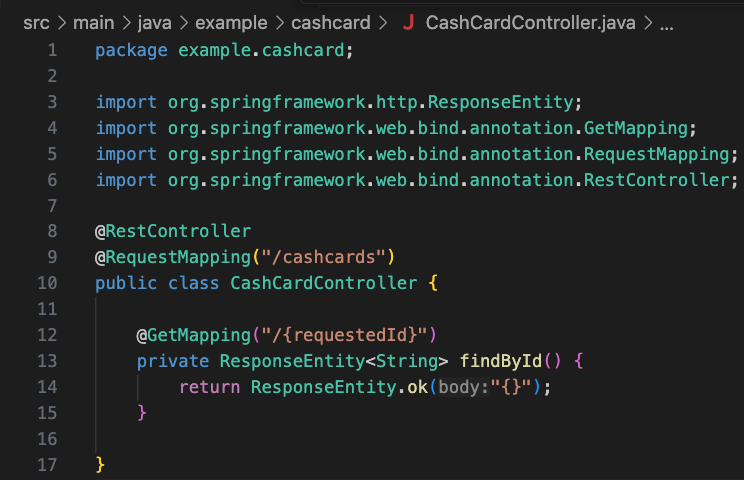 src > main > java > example > cashcard > J CashCardController.java > ...
1 package example.cashcard;
2
3 import org.springframework.http.ResponseEntity;
4 import org.springframework.web.bind.annotation.GetMapping;
5 import org.springframework.web.bind.annotation.RequestMapping;
6 import org.springframework.web.bind.annotation.RestController;
7
8 @RestController
9 @RequestMapping("/cashcards")
10 public class CashCardController {
11
12     @GetMapping("/{requestedId}")
13     private ResponseEntity<String> findById() {
14         return ResponseEntity.ok(body:"{}");
15     }
16
17 }